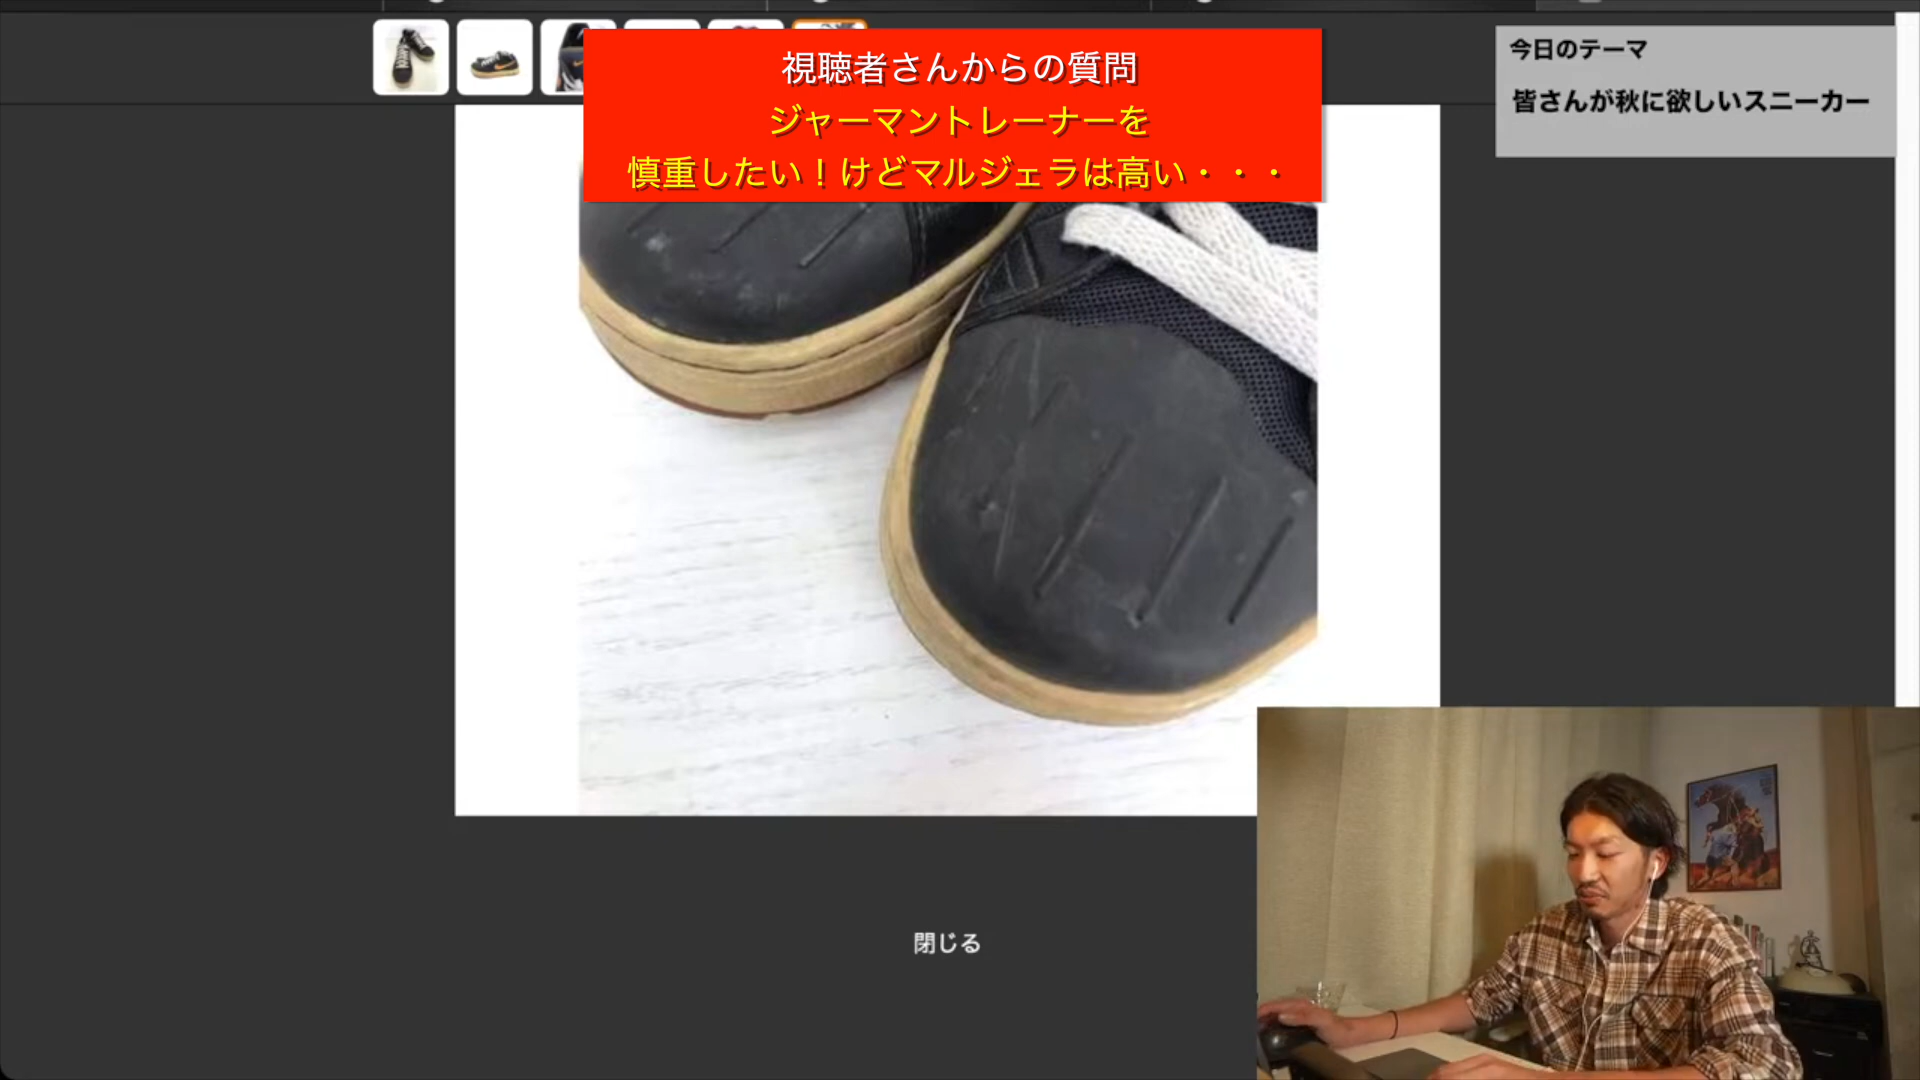 視聴者さんからの質問
ジャーマントレーナーを
慎重したい！けどマルジェラは高い・・・
今日のテーマ
皆さんが秋に欲しいスニーカー
閉じる